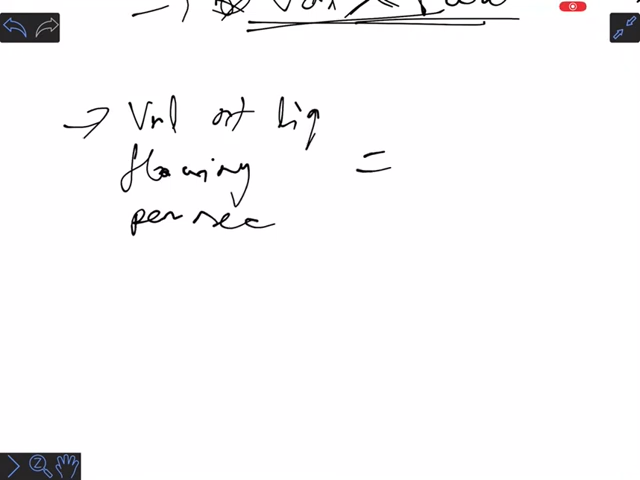 → Vol of liq
flowing =
per sec